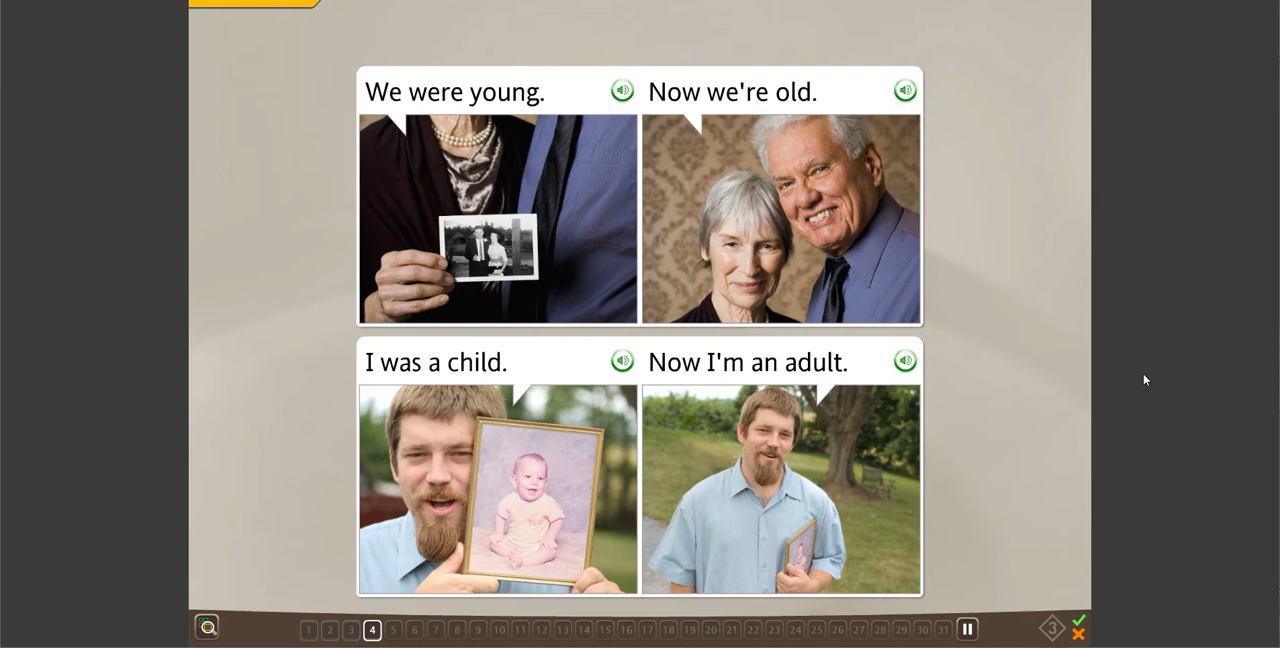 We were young.
Now we're old.
I was a child.
Now I'm an adult.
1 2 3 4 5 6 7 8 9 10 11 12 13 14 15 16 17 18 19 20 21 22 23 24 25 26 27 28 29 30 31
3